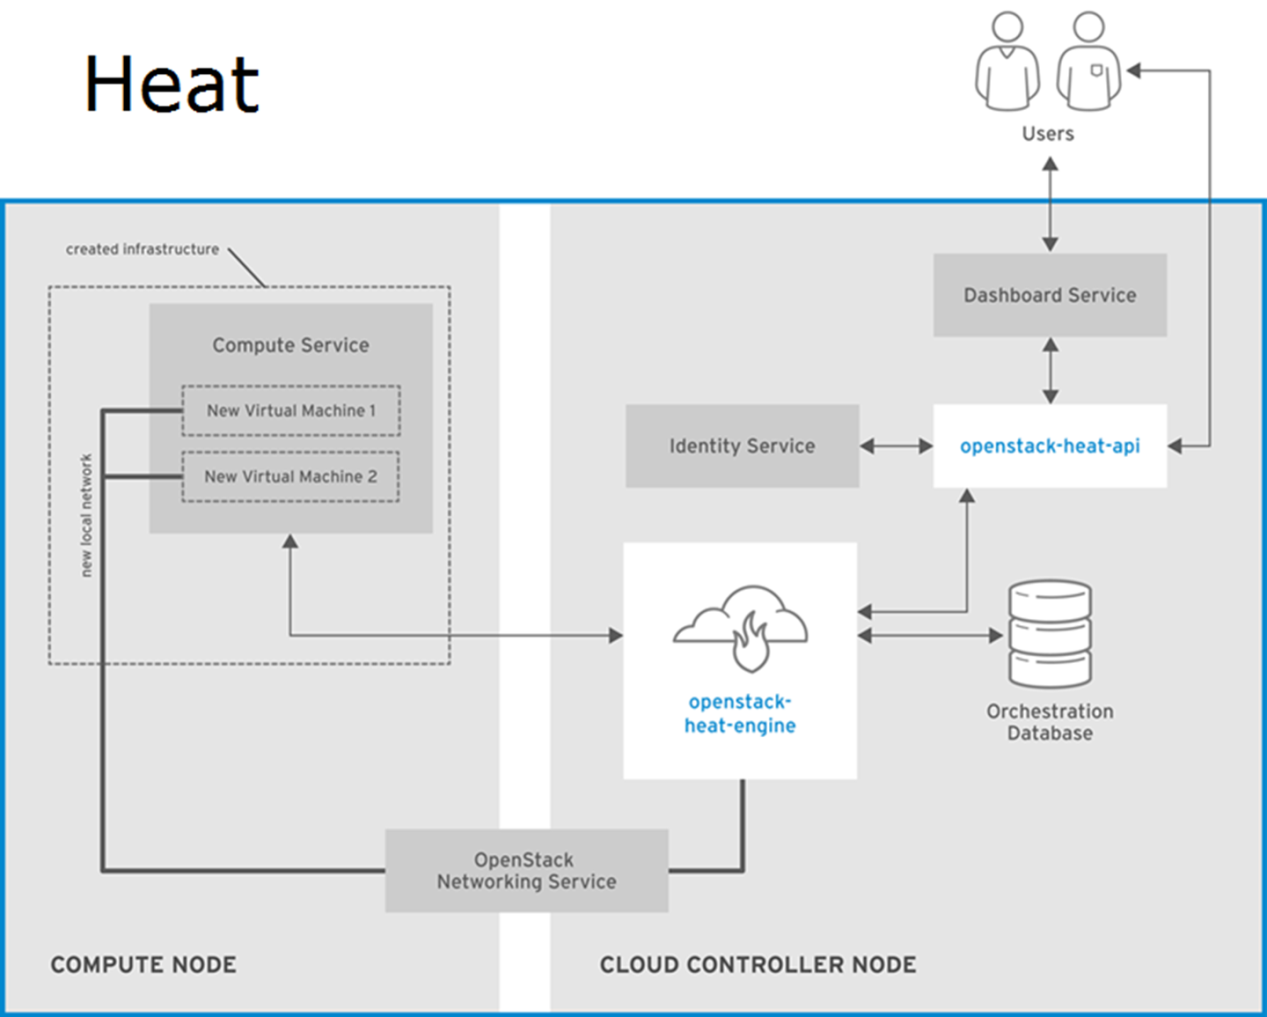 Heat
Users
created infrastructure
Dashboard Service
Compute Service
New Virtual Machine 1
New Virtual Machine 2
new local network
Identity Service
openstack-heat-api
openstack-
heat-engine
Orchestration
Database
OpenStack
Networking Service
COMPUTE NODE
CLOUD CONTROLLER NODE